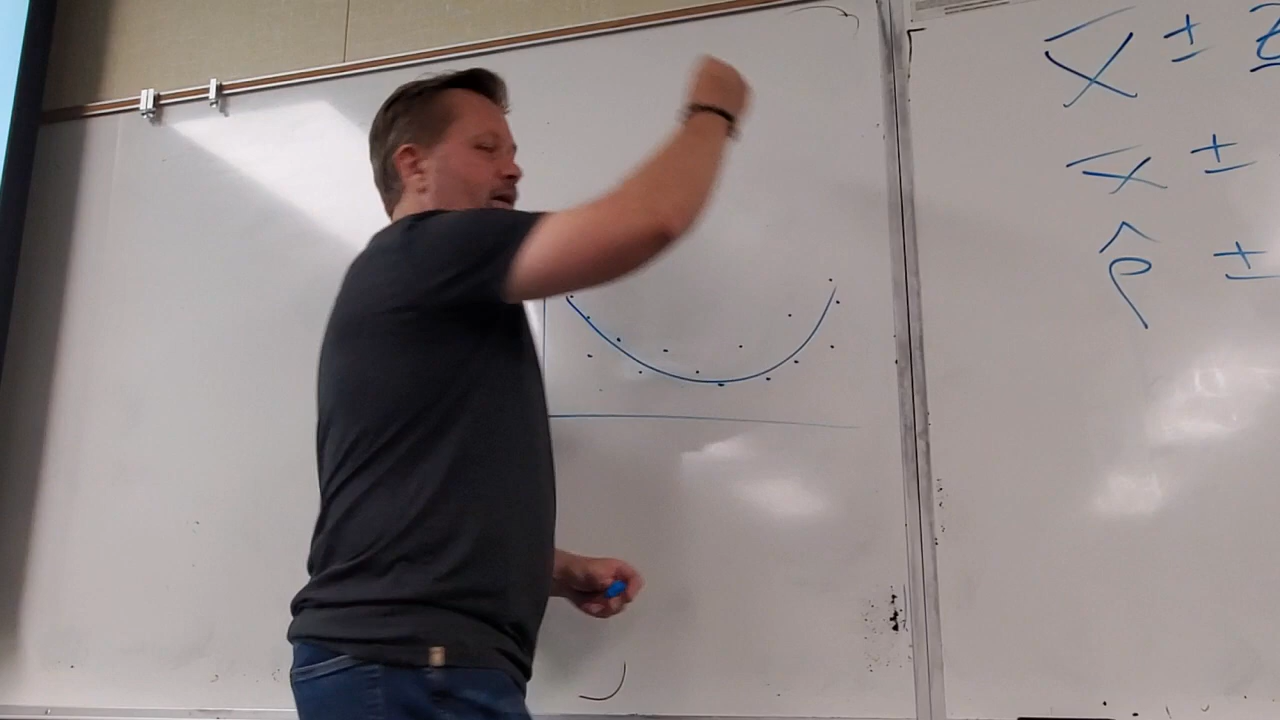 x̄ ±
x̄ ±
p̂ ±